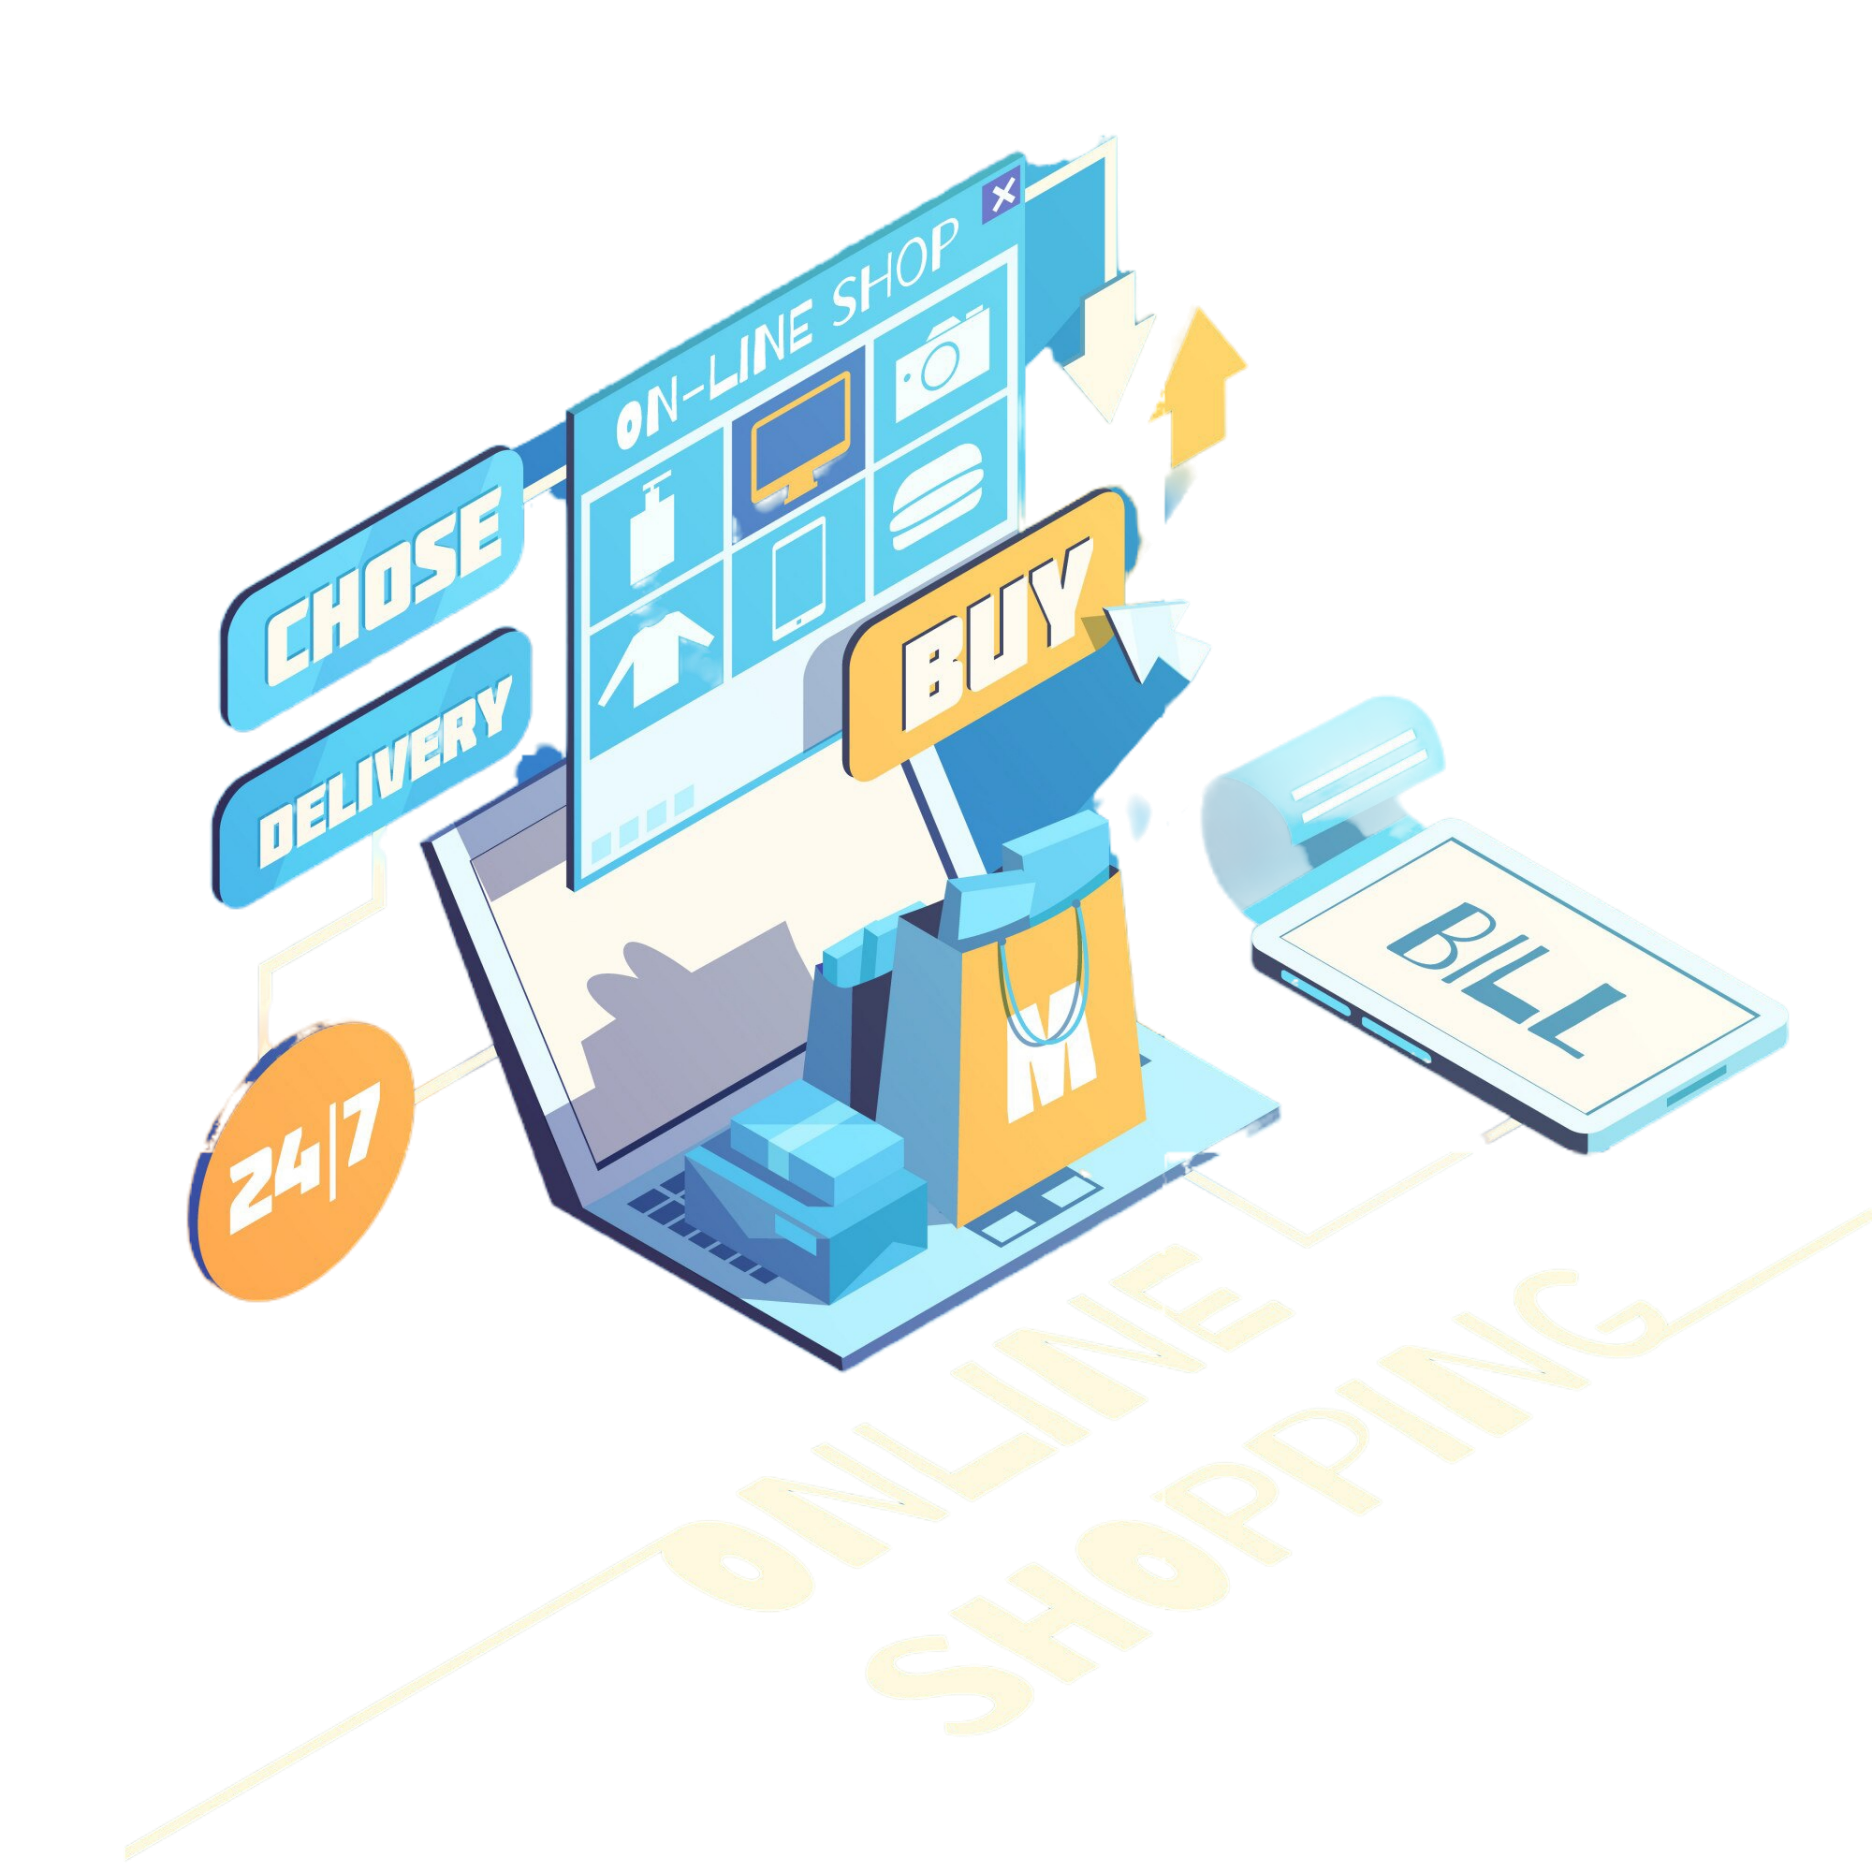 ON-LINE SHOP
CHOSE
BUY
DELIVERY
BILL
M
24|7
ONLINE
SHOPPING